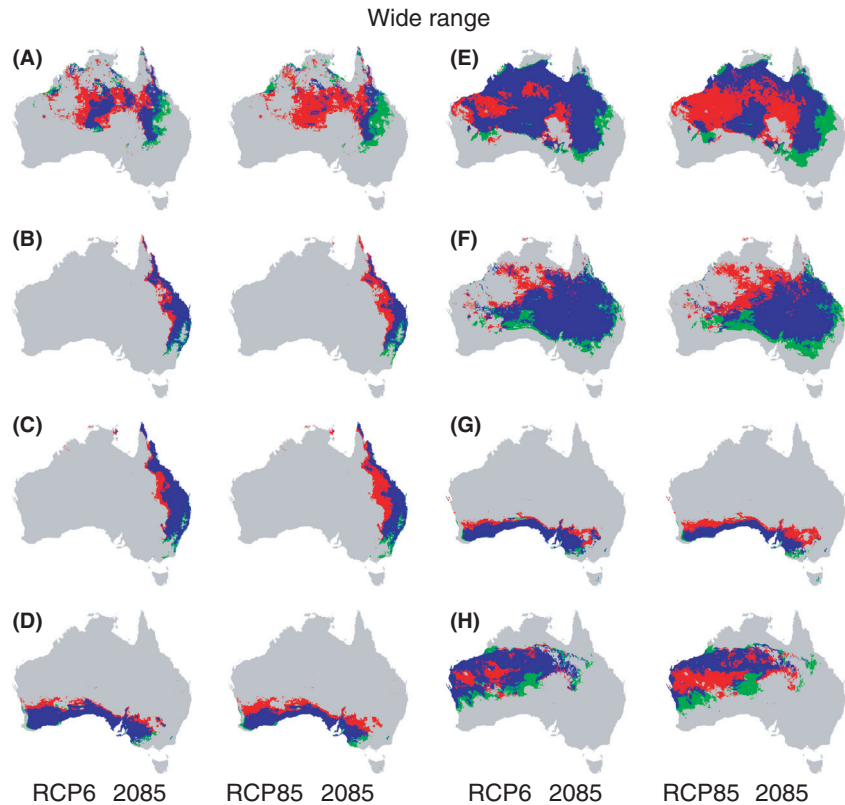 Wide range
(A)
(E)
(B)
(F)
(C)
(G)
(D)
(H)
RCP6 2085 RCP85 2085 RCP6 2085 RCP85 2085